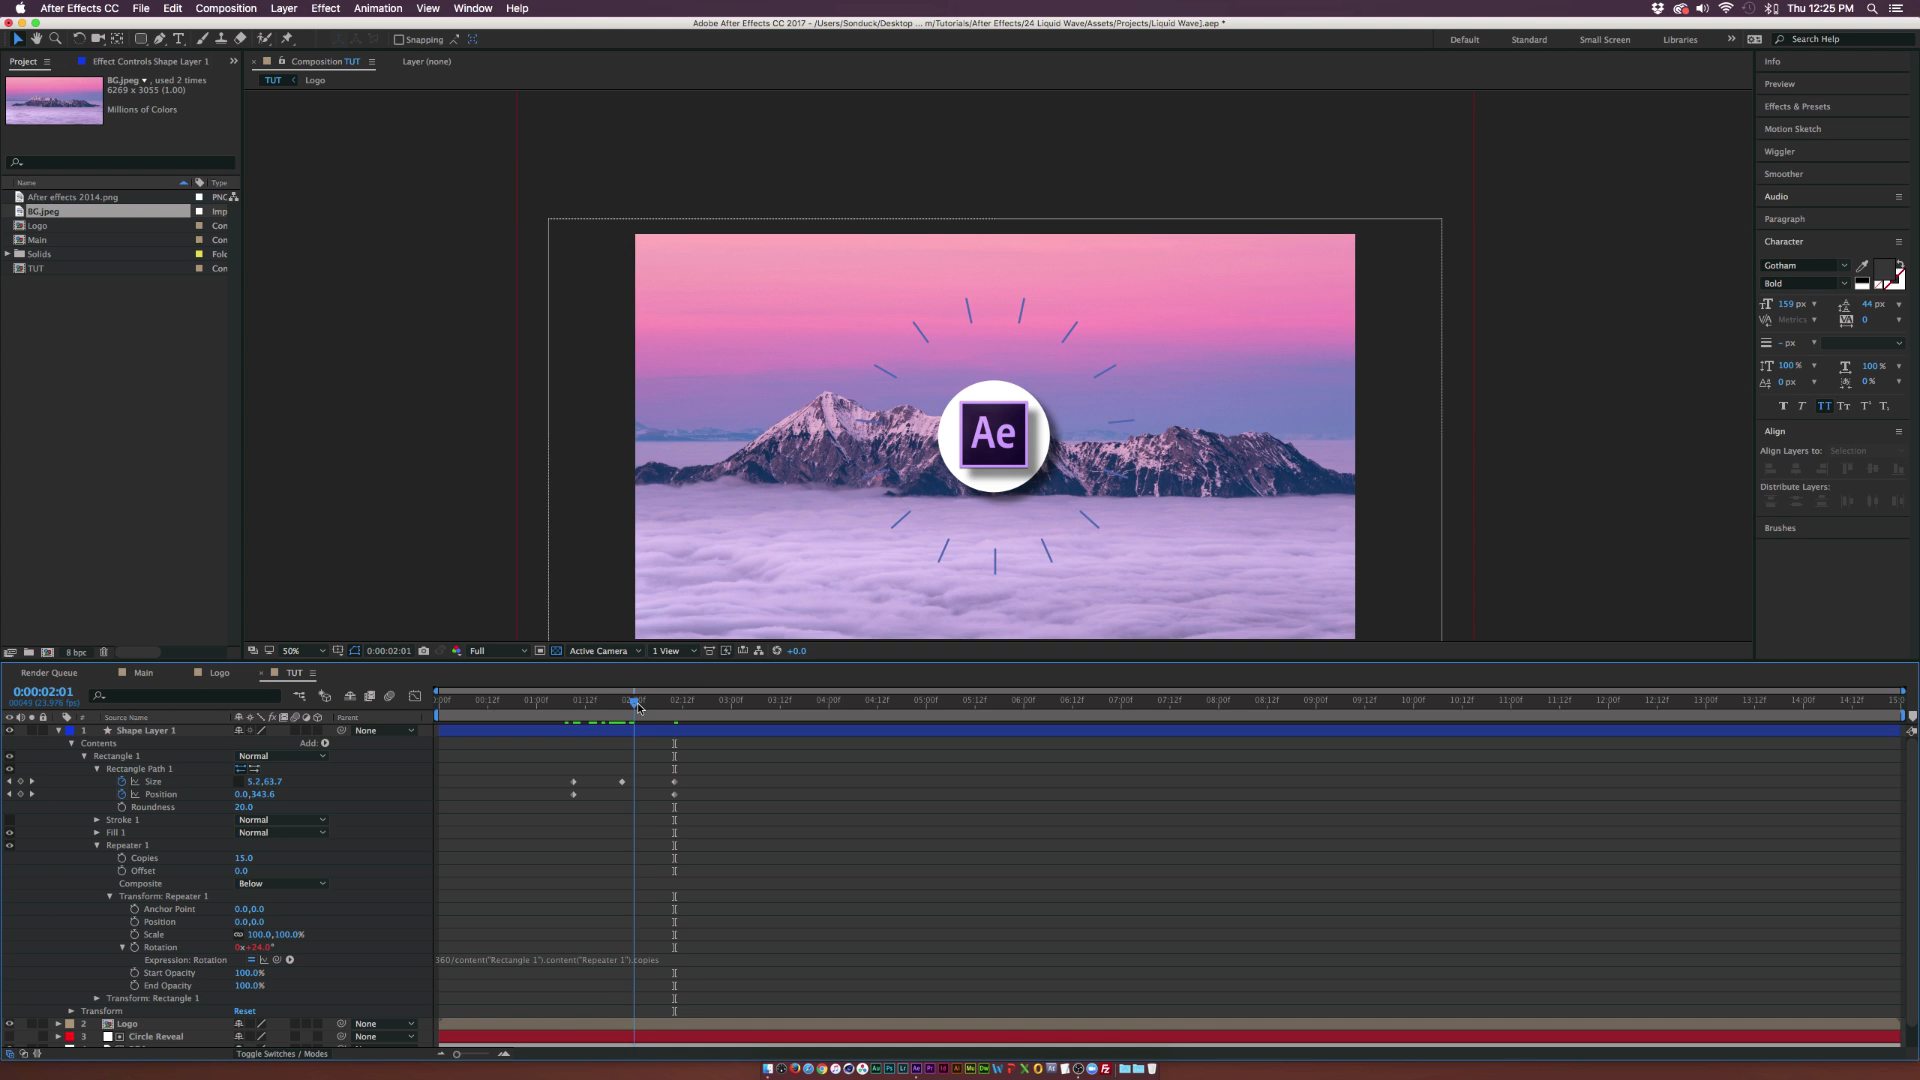 After Effects CC File Edit Composition Layer Effect Animation View Window Help Thu 12:25 PM
Adobe After Effects CC 2017 - /Users/Sonduck/Desktop ... m/Tutorials/After Effects/24 Liquid Wave/Assets/Projects/Liquid Wave].aep *
Snapping Default Standard Small Screen Libraries Search Help
Project Effect Controls Shape Layer 1 Composition TUT Layer (none) Info
BG.jpeg , used 2 times TUT Logo
6269 x 3055 (1.00)
Millions of Colors
Preview
Effects & Presets
Motion Sketch
Wiggler
Smoother
Name Type
After effects 2014.png PNG
BG.jpeg Imp
Logo Con
Main Con
Solids Fold
TUT Con
Audio
Paragraph
Character
Gotham
Bold
159 px 44 px
Metrics 0
- px
100 % 100 %
0 px 0 %
T T TT Tт T¹ T₁
Align
Align Layers to: Selection
Distribute Layers:
Brushes
Ae
8 bpc 50% 0:00:02:01 Full Active Camera 1 View +0.0
Render Queue Main Logo TUT
0:00:02:01
00049 (23.976 fps)
:00f 00:12f 01:00f 01:12f 02:00f 02:12f 03:00f 03:12f 04:00f 04:12f 05:00f 05:12f 06:00f 06:12f 07:00f 07:12f 08:00f 08:12f 09:00f 09:12f 10:00f 10:12f 11:00f 11:12f 12:00f 12:12f 13:00f 13:12f 14:00f 14:12f 15:0
# Source Name fx Parent
1 Shape Layer 1 None
Contents Add:
Rectangle 1 Normal
Rectangle Path 1
Size 5.2,63.7
Position 0.0,343.6
Roundness 20.0
Stroke 1 Normal
Fill 1 Normal
Repeater 1
Copies 15.0
Offset 0.0
Composite Below
Transform: Repeater 1
Anchor Point 0.0,0.0
Position 0.0,0.0
Scale 100.0,100.0%
Rotation 0x+24.0°
Expression: Rotation 360/content("Rectangle 1").content("Repeater 1").copies
Start Opacity 100.0%
End Opacity 100.0%
Transform: Rectangle 1
Transform Reset
2 Logo None
3 Circle Reveal None
Toggle Switches / Modes